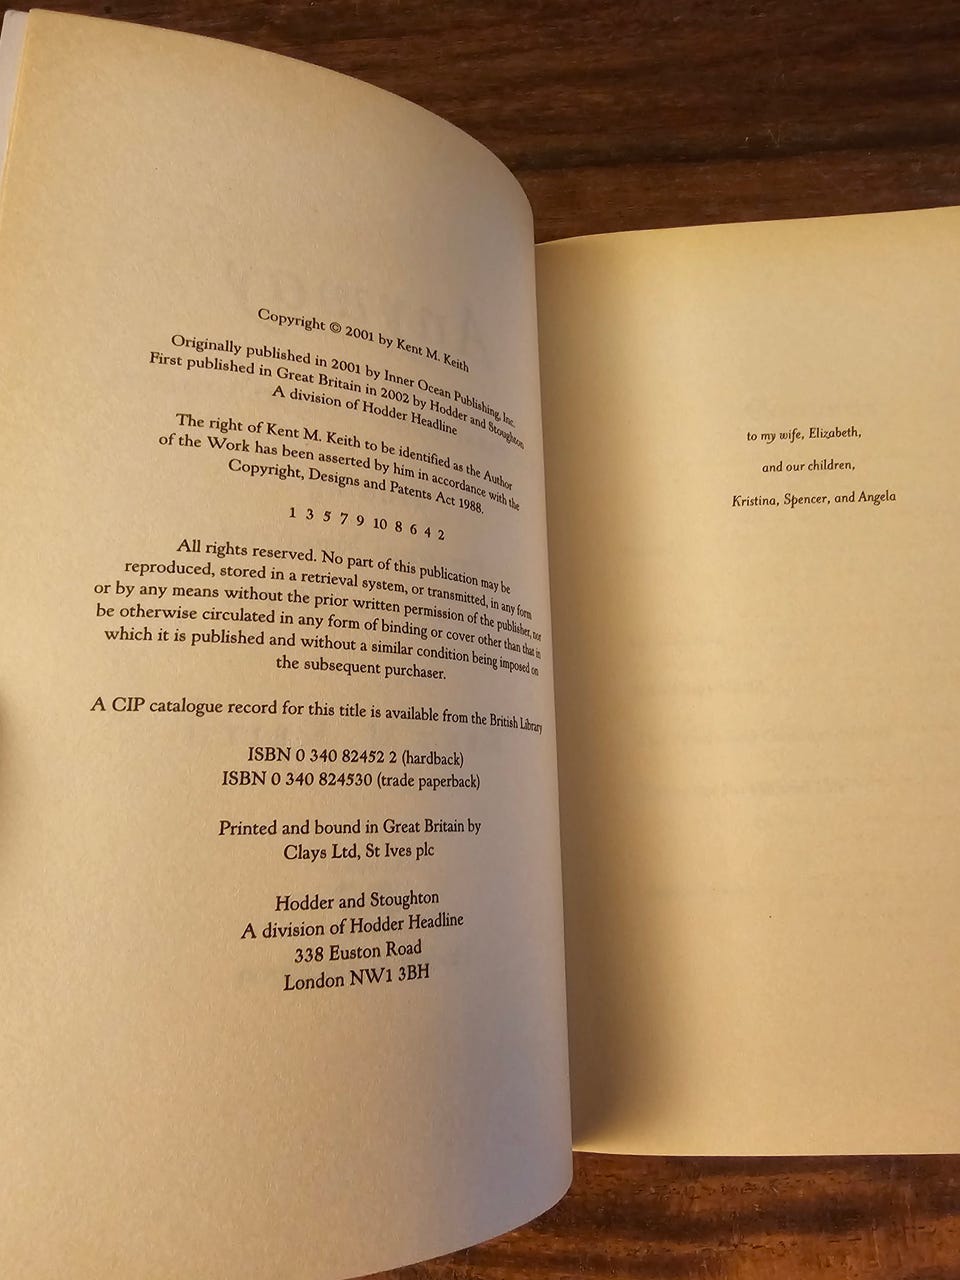 Copyright © 2001 by Kent M. Keith
Originally published in 2001 by Inner Ocean Publishing, Inc.
First published in Great Britain in 2002 by Hodder and Stoughton
A division of Hodder Headline
The right of Kent M. Keith to be identified as the Author
of the Work has been asserted by him in accordance with the
Copyright, Designs and Patents Act 1988.
1 3 5 7 9 10 8 6 4 2
All rights reserved. No part of this publication may be
reproduced, stored in a retrieval system, or transmitted, in any form
or by any means without the prior written permission of the publisher, nor
be otherwise circulated in any form of binding or cover other than that in
which it is published and without a similar condition being imposed on
the subsequent purchaser.
A CIP catalogue record for this title is available from the British Library
ISBN 0 340 82452 2 (hardback)
ISBN 0 340 824530 (trade paperback)
Printed and bound in Great Britain by
Clays Ltd, St Ives plc
Hodder and Stoughton
A division of Hodder Headline
338 Euston Road
London NW1 3BH
to my wife, Elizabeth,
and our children,
Kristina, Spencer, and Angela